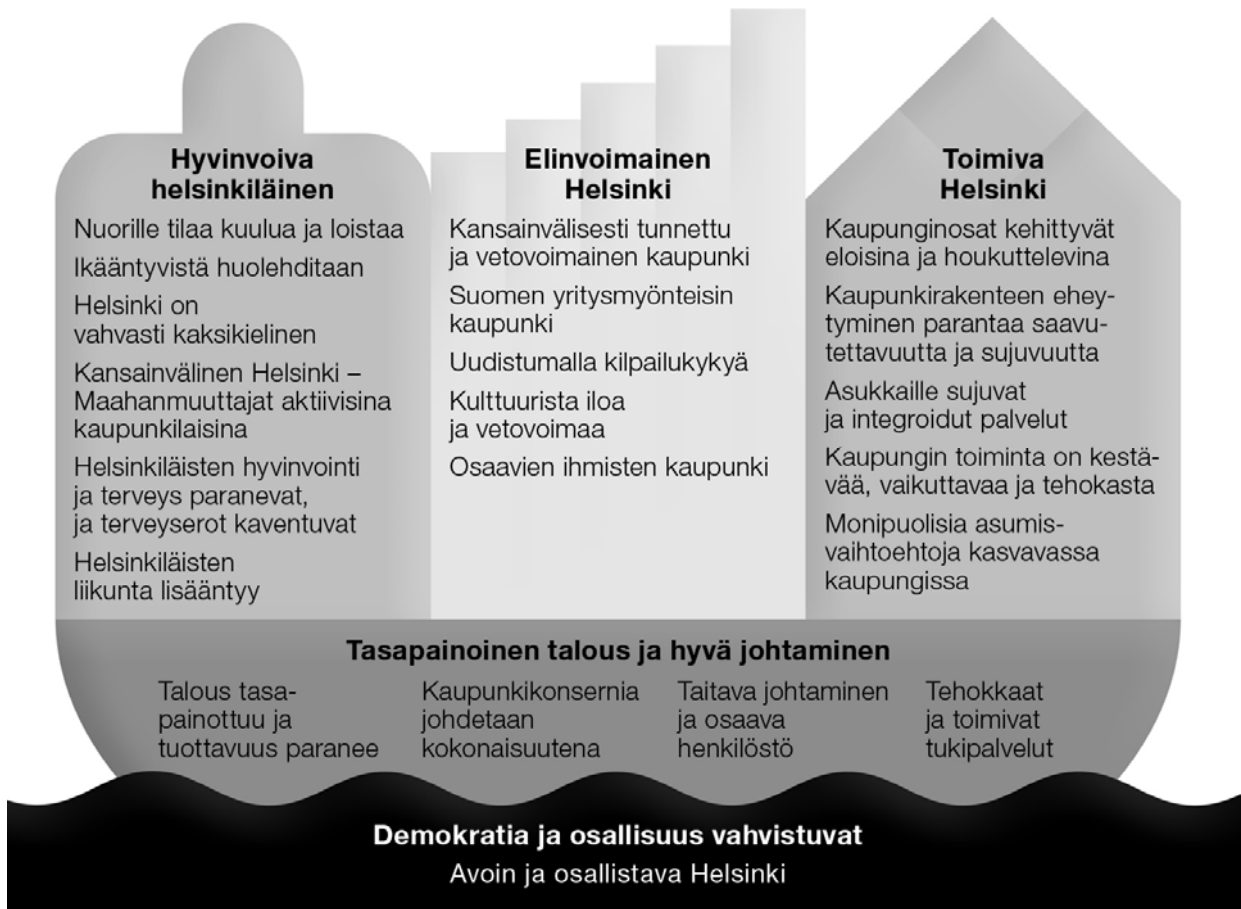 Hyvinvoiva
helsinkiläinen
Nuorille tilaa kuulua ja loistaa
Ikääntyvistä huolehditaan
Helsinki on
vahvasti kaksikielinen
Kansainvälinen Helsinki –
Maahanmuuttajat aktiivisina
kaupunkilaisina
Helsinkiläisten hyvinvointi
ja terveys paranevat,
ja terveyserot kaventuvat
Helsinkiläisten
liikunta lisääntyy
Elinvoimainen
Helsinki
Kansainvälisesti tunnettu
ja vetovoimainen kaupunki
Suomen yritysmyönteisin
kaupunki
Uudistumalla kilpailukykyä
Kulttuurista iloa
ja vetovoimaa
Osaavien ihmisten kaupunki
Toimiva
Helsinki
Kaupunginosat kehittyvät
eloisina ja houkuttelevina
Kaupunkirakenteen ehey-
tyminen parantaa saavu-
tettavuutta ja sujuvuutta
Asukkaille sujuvat
ja integroidut palvelut
Kaupungin toiminta on kestä-
vää, vaikuttavaa ja tehokasta
Monipuolisia asumis-
vaihtoehtoja kasvavassa
kaupungissa
Tasapainoinen talous ja hyvä johtaminen
Talous tasa-
painottuu ja
tuottavuus paranee
Kaupunkikonsernia
johdetaan
kokonaisuutena
Taitava johtaminen
ja osaava
henkilöstö
Tehokkaat
ja toimivat
tukipalvelut
Demokratia ja osallisuus vahvistuvat
Avoin ja osallistava Helsinki